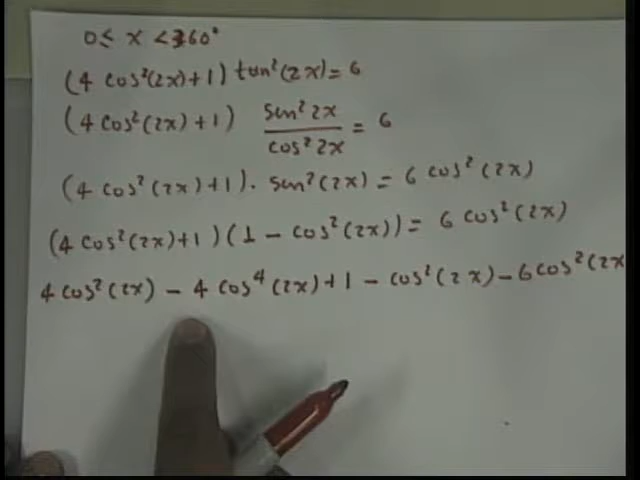 0 ≤ x < 360°
(4 cos²(2x)+1) tan²(2x) = 6
(4 cos²(2x)+1) sen² 2x / cos² 2x = 6
(4 cos²(2x)+1). sen²(2x) = 6 cos²(2x)
(4 cos²(2x)+1)(1 − cos²(2x)) = 6 cos²(2x)
4 cos²(2x) − 4 cos⁴(2x)+1 − cos²(2x) − 6 cos²(2x